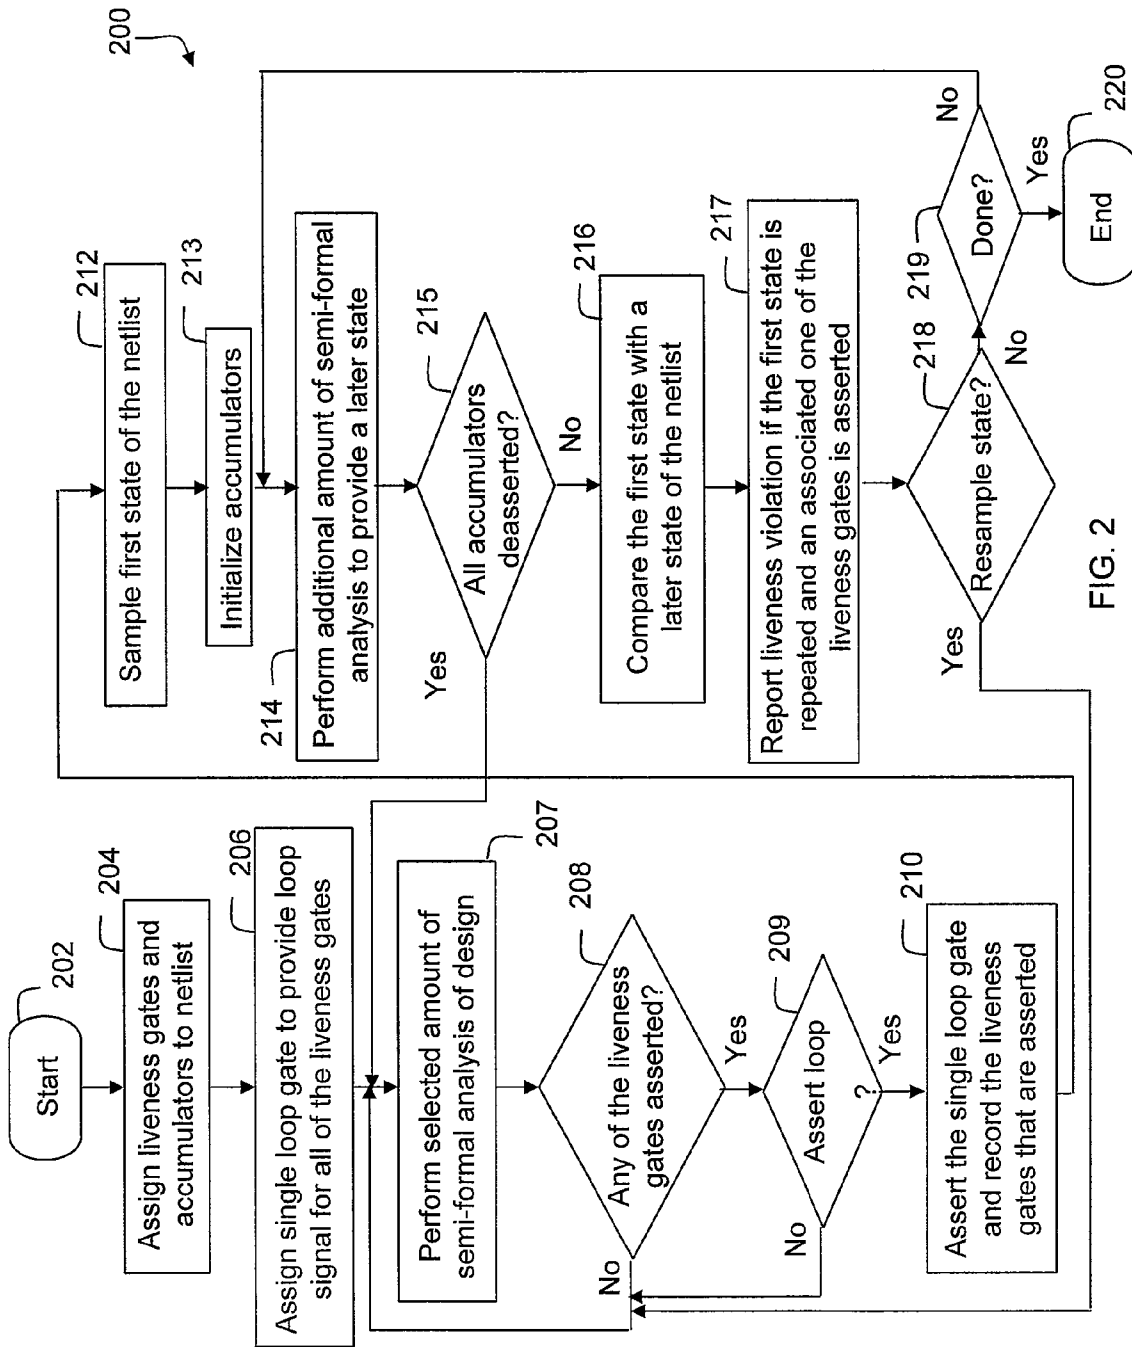 200
Start
202
Assign liveness gates and
accumulators to netlist
204
Assign single loop gate to provide loop
signal for all of the liveness gates
206
Perform selected amount of
semi-formal analysis of design
207
Any of the liveness
gates asserted?
208
No
Yes
Assert loop
?
209
No
Yes
Assert the single loop gate
and record the liveness
gates that are asserted
210
Sample first state of the netlist
212
Initialize accumulators
213
Perform additional amount of semi-formal
analysis to provide a later state
214
All accumulators
deasserted?
215
Yes
No
Compare the first state with a
later state of the netlist
216
Report liveness violation if the first state is
repeated and an associated one of the
liveness gates is asserted
217
Resample state?
218
Yes
No
Done?
219
No
Yes
End
220
FIG. 2